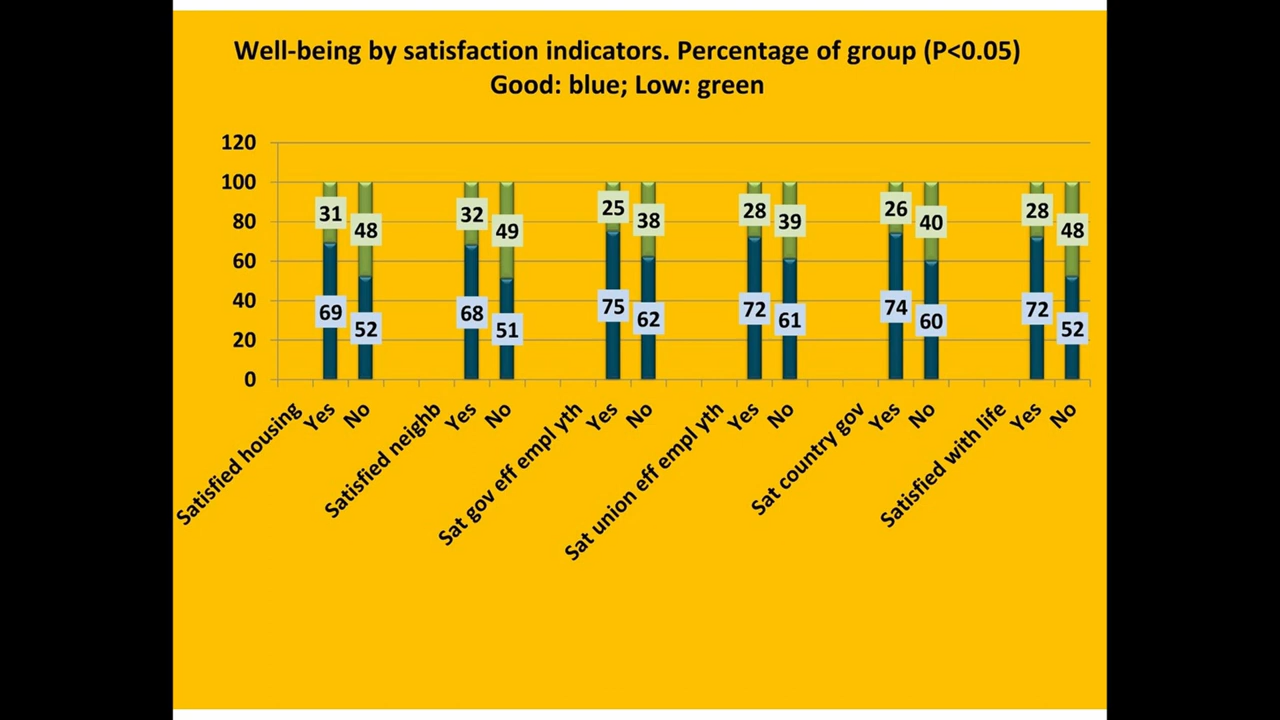 Well-being by satisfaction indicators. Percentage of group (P<0.05)
Good: blue; Low: green
120
100
80
60
40
20
0
31 48 32 49 25 38 28 39 26 40 28 48
69 52 68 51 75 62 72 61 74 60 72 52
Satisfied housing
Yes
No
Satisfied neighb
Yes
No
Sat gov eff empl yth
Yes
No
Sat union eff empl yth
Yes
No
Sat country gov
Yes
No
Satisfied with life
Yes
No